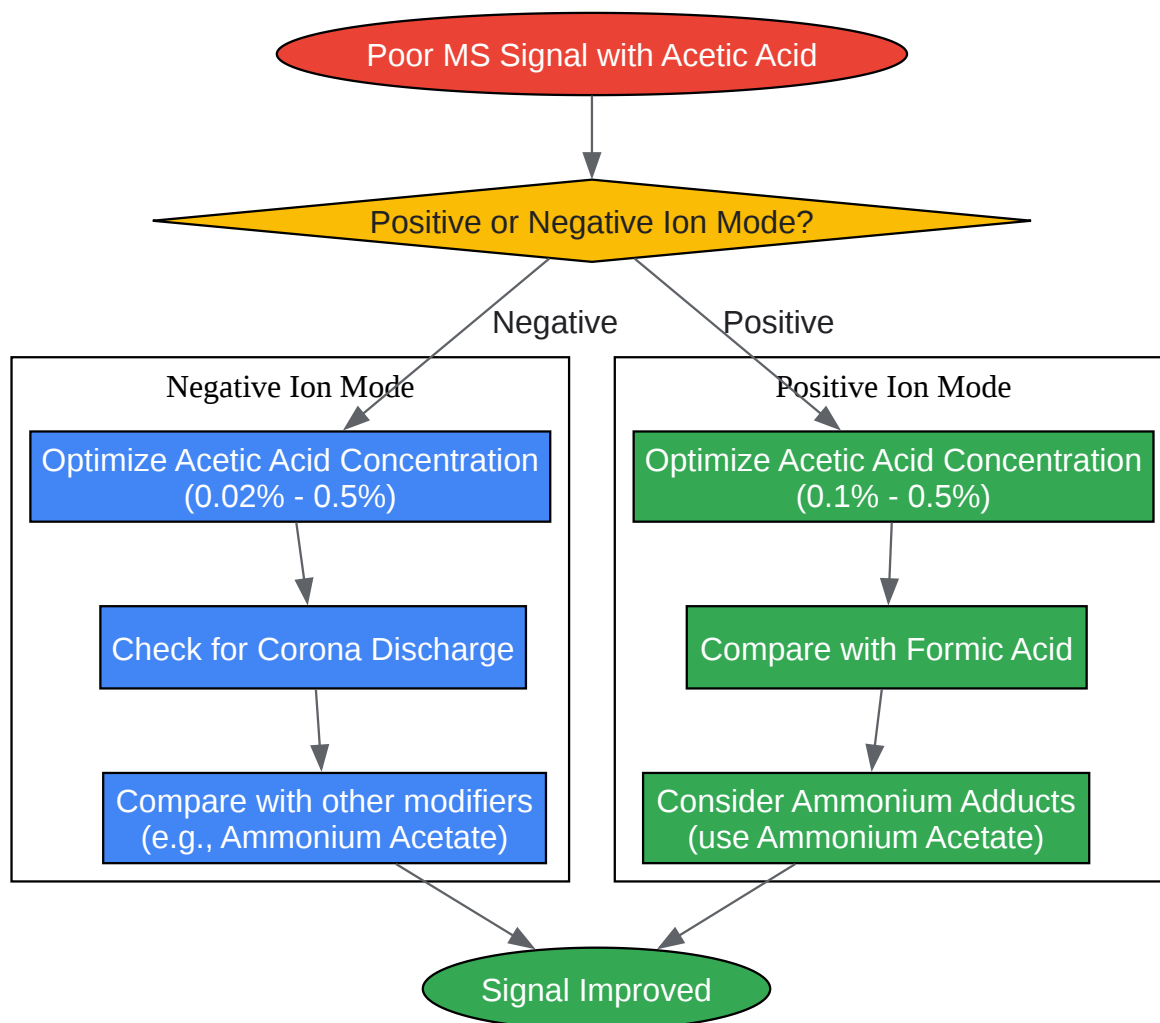 Poor MS Signal with Acetic Acid
Positive or Negative Ion Mode?
Negative
Positive
Negative Ion Mode
Optimize Acetic Acid Concentration
(0.02% - 0.5%)
Check for Corona Discharge
Compare with other modifiers
(e.g., Ammonium Acetate)
Positive Ion Mode
Optimize Acetic Acid Concentration
(0.1% - 0.5%)
Compare with Formic Acid
Consider Ammonium Adducts
(use Ammonium Acetate)
Signal Improved